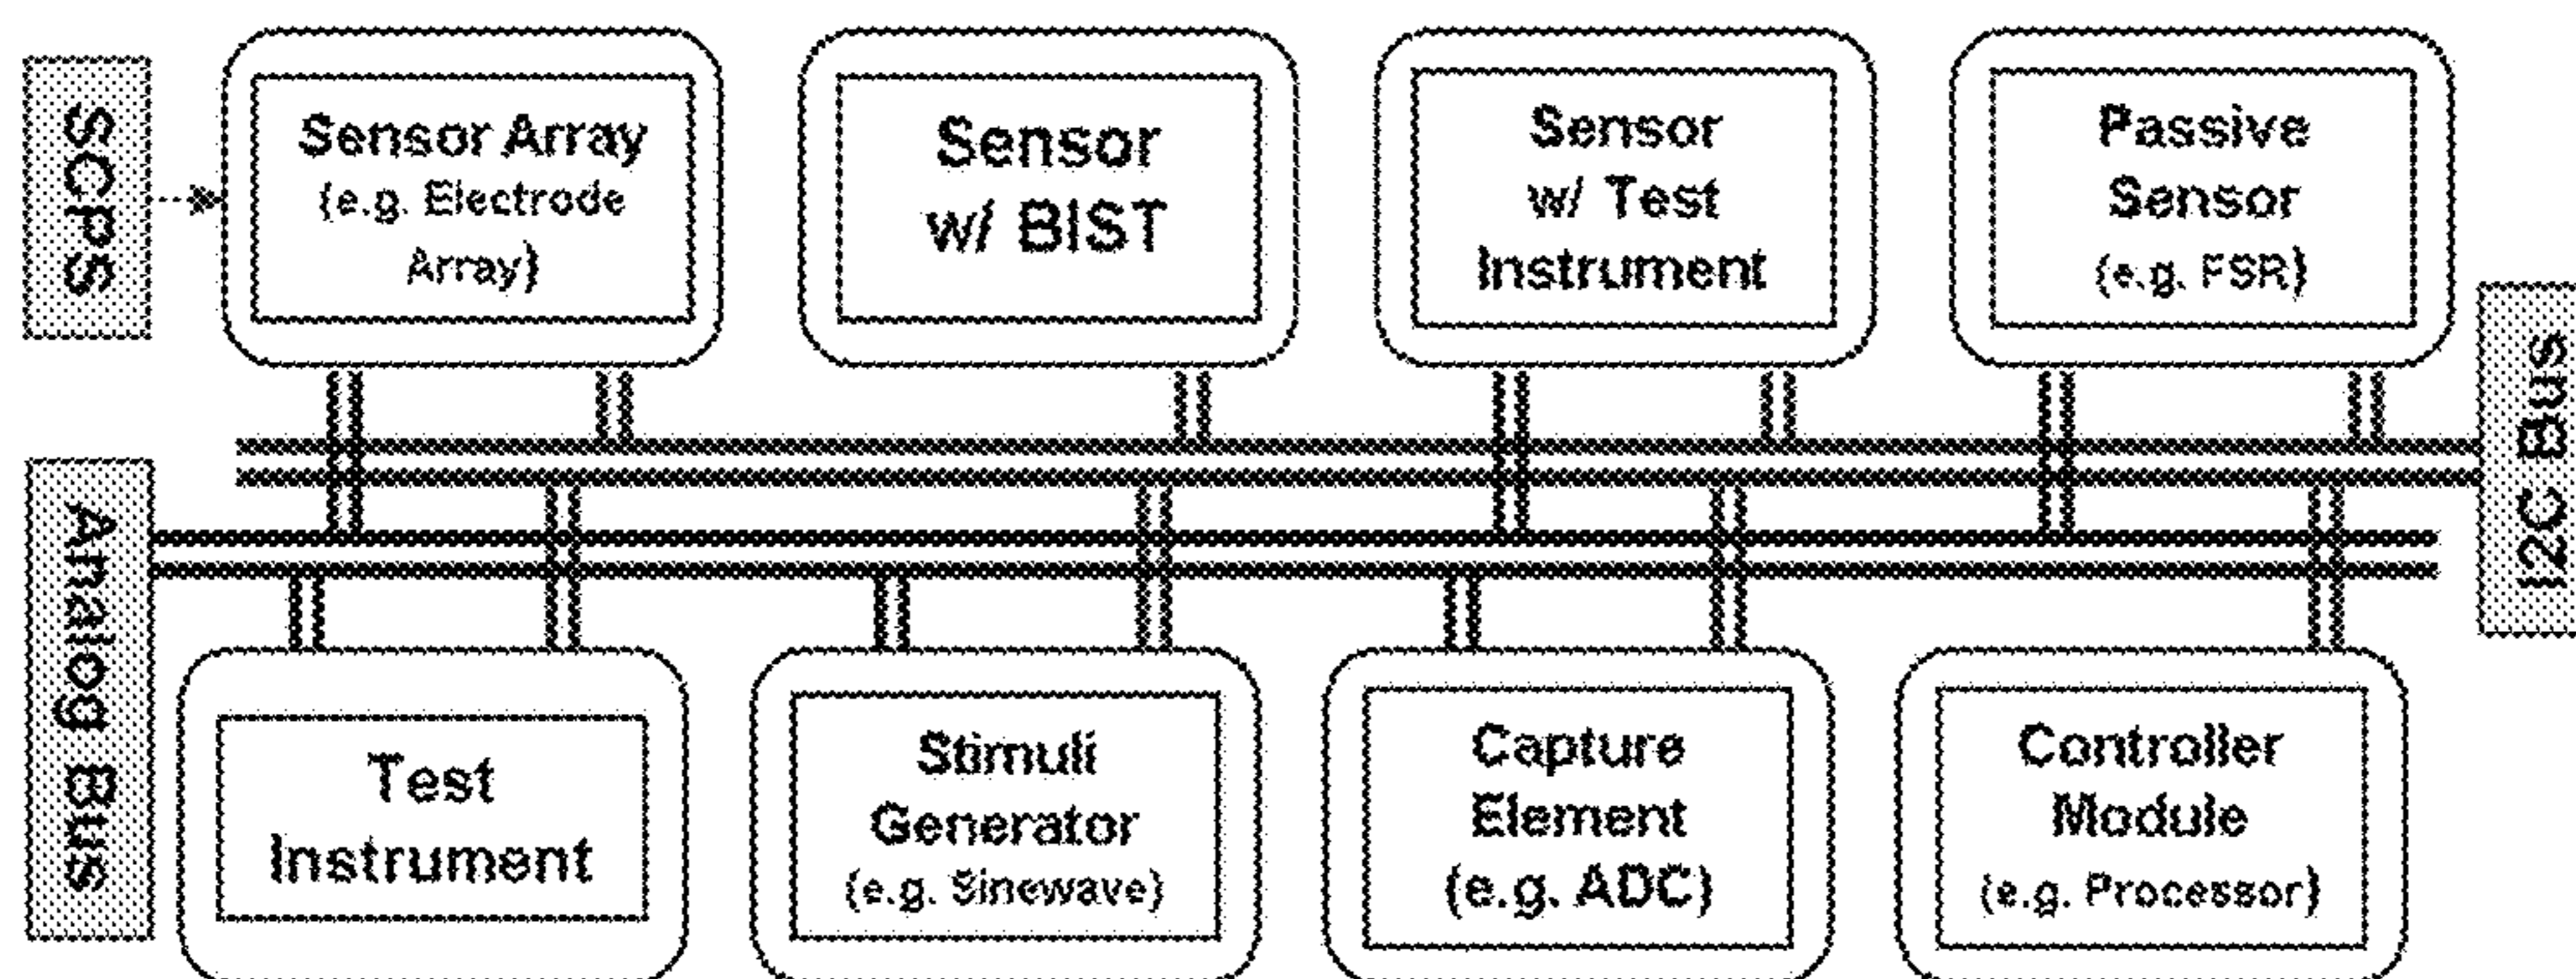 SCPS
Sensor Array
(e.g. Electrode
Array)
Sensor
w/ BIST
Sensor
w/ Test
Instrument
Passive
Sensor
(e.g. FSR)
I2C Bus
Analog Bus
Test
Instrument
Stimuli
Generator
(e.g. Sinewave)
Capture
Element
(e.g. ADC)
Controller
Module
(e.g. Processor)